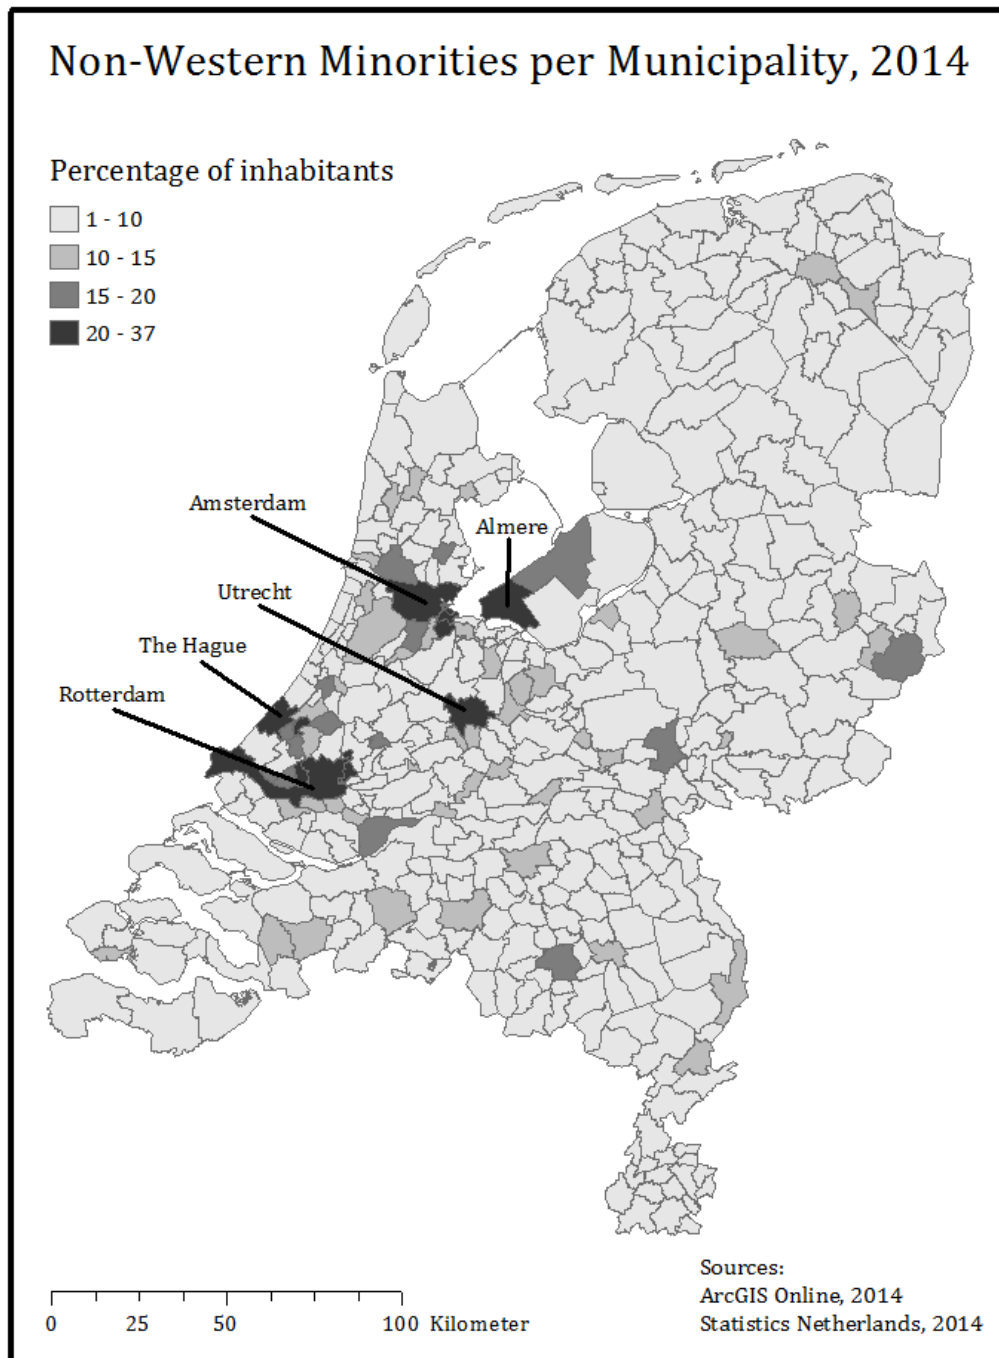 Non-Western Minorities per Municipality, 2014
Percentage of inhabitants
1 - 10
10 - 15
15 - 20
20 - 37
Amsterdam
Almere
Utrecht
The Hague
Rotterdam
0 25 50 100 Kilometer
Sources:
ArcGIS Online, 2014
Statistics Netherlands, 2014